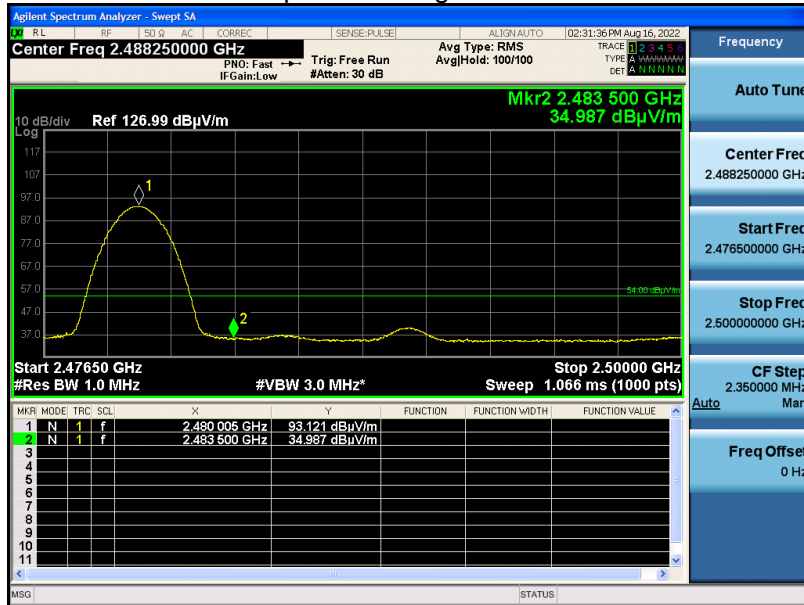 Agilent Spectrum Analyzer - Swept SA
LXI RL RF 50 Ω AC CORREC SENSE:PULSE ALIGN AUTO 02:31:36 PM Aug 16, 2022
Center Freq 2.488250000 GHz
PNO: Fast
IFGain:Low
Trig: Free Run
#Atten: 30 dB
Avg Type: RMS
Avg|Hold: 100/100
TRACE 1 2 3 4 5 6
TYPE A WWWWW
DET A N N N N N
Mkr2 2.483 500 GHz
34.987 dBµV/m
10 dB/div Ref 126.99 dBµV/m
Log
117
107
97.0
87.0
77.0
67.0
57.0
47.0
37.0
1
2
54.00 dBµV/m
Start 2.47650 GHz Stop 2.50000 GHz
#Res BW 1.0 MHz #VBW 3.0 MHz* Sweep 1.066 ms (1000 pts)
MKR MODE TRC SCL X Y FUNCTION FUNCTION WIDTH FUNCTION VALUE
1 N 1 f 2.480 005 GHz 93.121 dBµV/m
2 N 1 f 2.483 500 GHz 34.987 dBµV/m
3
4
5
6
7
8
9
10
11
MSG STATUS
Frequency
Auto Tune
Center Freq
2.488250000 GHz
Start Freq
2.476500000 GHz
Stop Freq
2.500000000 GHz
CF Step
2.350000 MHz
Auto Man
Freq Offset
0 Hz